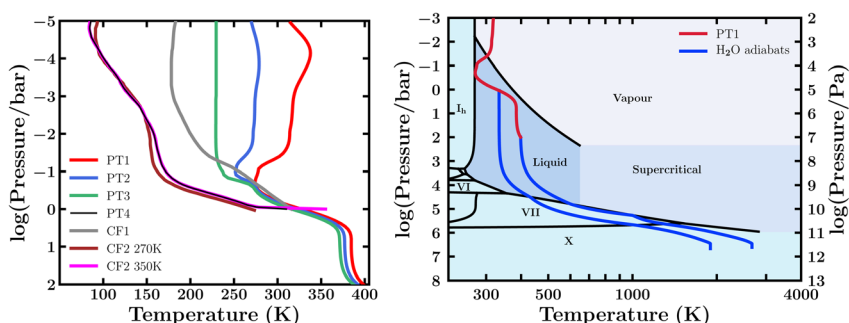 log(Pressure/bar)
-5
-4
-3
-2
-1
0
1
2
PT1
PT2
PT3
PT4
CF1
CF2 270K
CF2 350K
100 150 200 250 300 350 400
Temperature (K)
log(Pressure/bar)
-3
-2
-1
0
1
2
3
4
5
6
7
8
PT1
H₂O adiabats
Vapour
Liquid
Supercritical
Iₕ
VI
VII
X
300 500 1000 2000 4000
Temperature (K)
2
3
4
5
6
7
8
9
10
11
12
13
log(Pressure/Pa)